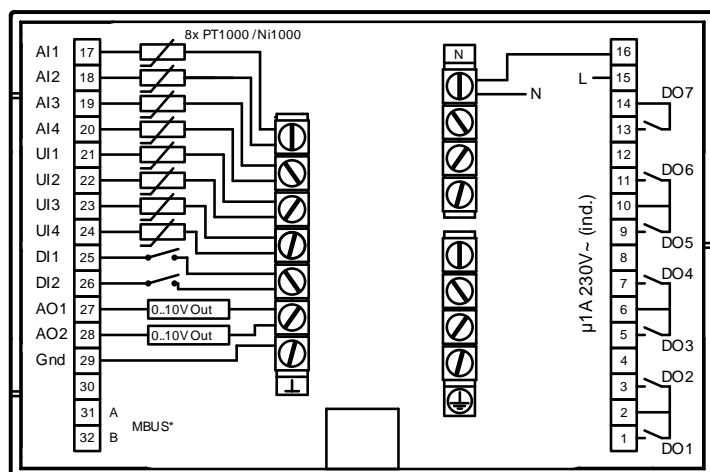 8x PT1000 /Ni1000
AI1 17
AI2 18
AI3 19
AI4 20
UI1 21
UI2 22
UI3 23
UI4 24
DI1 25
DI2 26
AO1 27 0..10V Out
AO2 28 0..10V Out
Gnd 29
30
31 A
32 B
MBUS*
N
N
L
µ1A 230V~ (ind.)
16
15
14 DO7
13
12
11 DO6
10
9 DO5
8
7 DO4
6
5 DO3
4
3 DO2
2
1 DO1